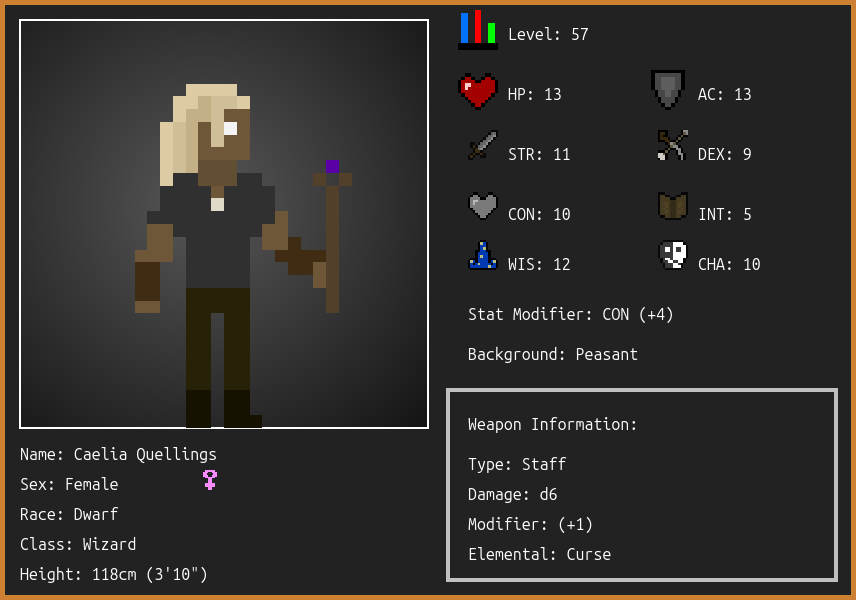 Level: 57
HP: 13
AC: 13
STR: 11
DEX: 9
CON: 10
INT: 5
WIS: 12
CHA: 10
Stat Modifier: CON (+4)
Background: Peasant
Weapon Information:
Type: Staff
Damage: d6
Modifier: (+1)
Elemental: Curse
Name: Caelia Quellings
Sex: Female
Race: Dwarf
Class: Wizard
Height: 118cm (3'10")